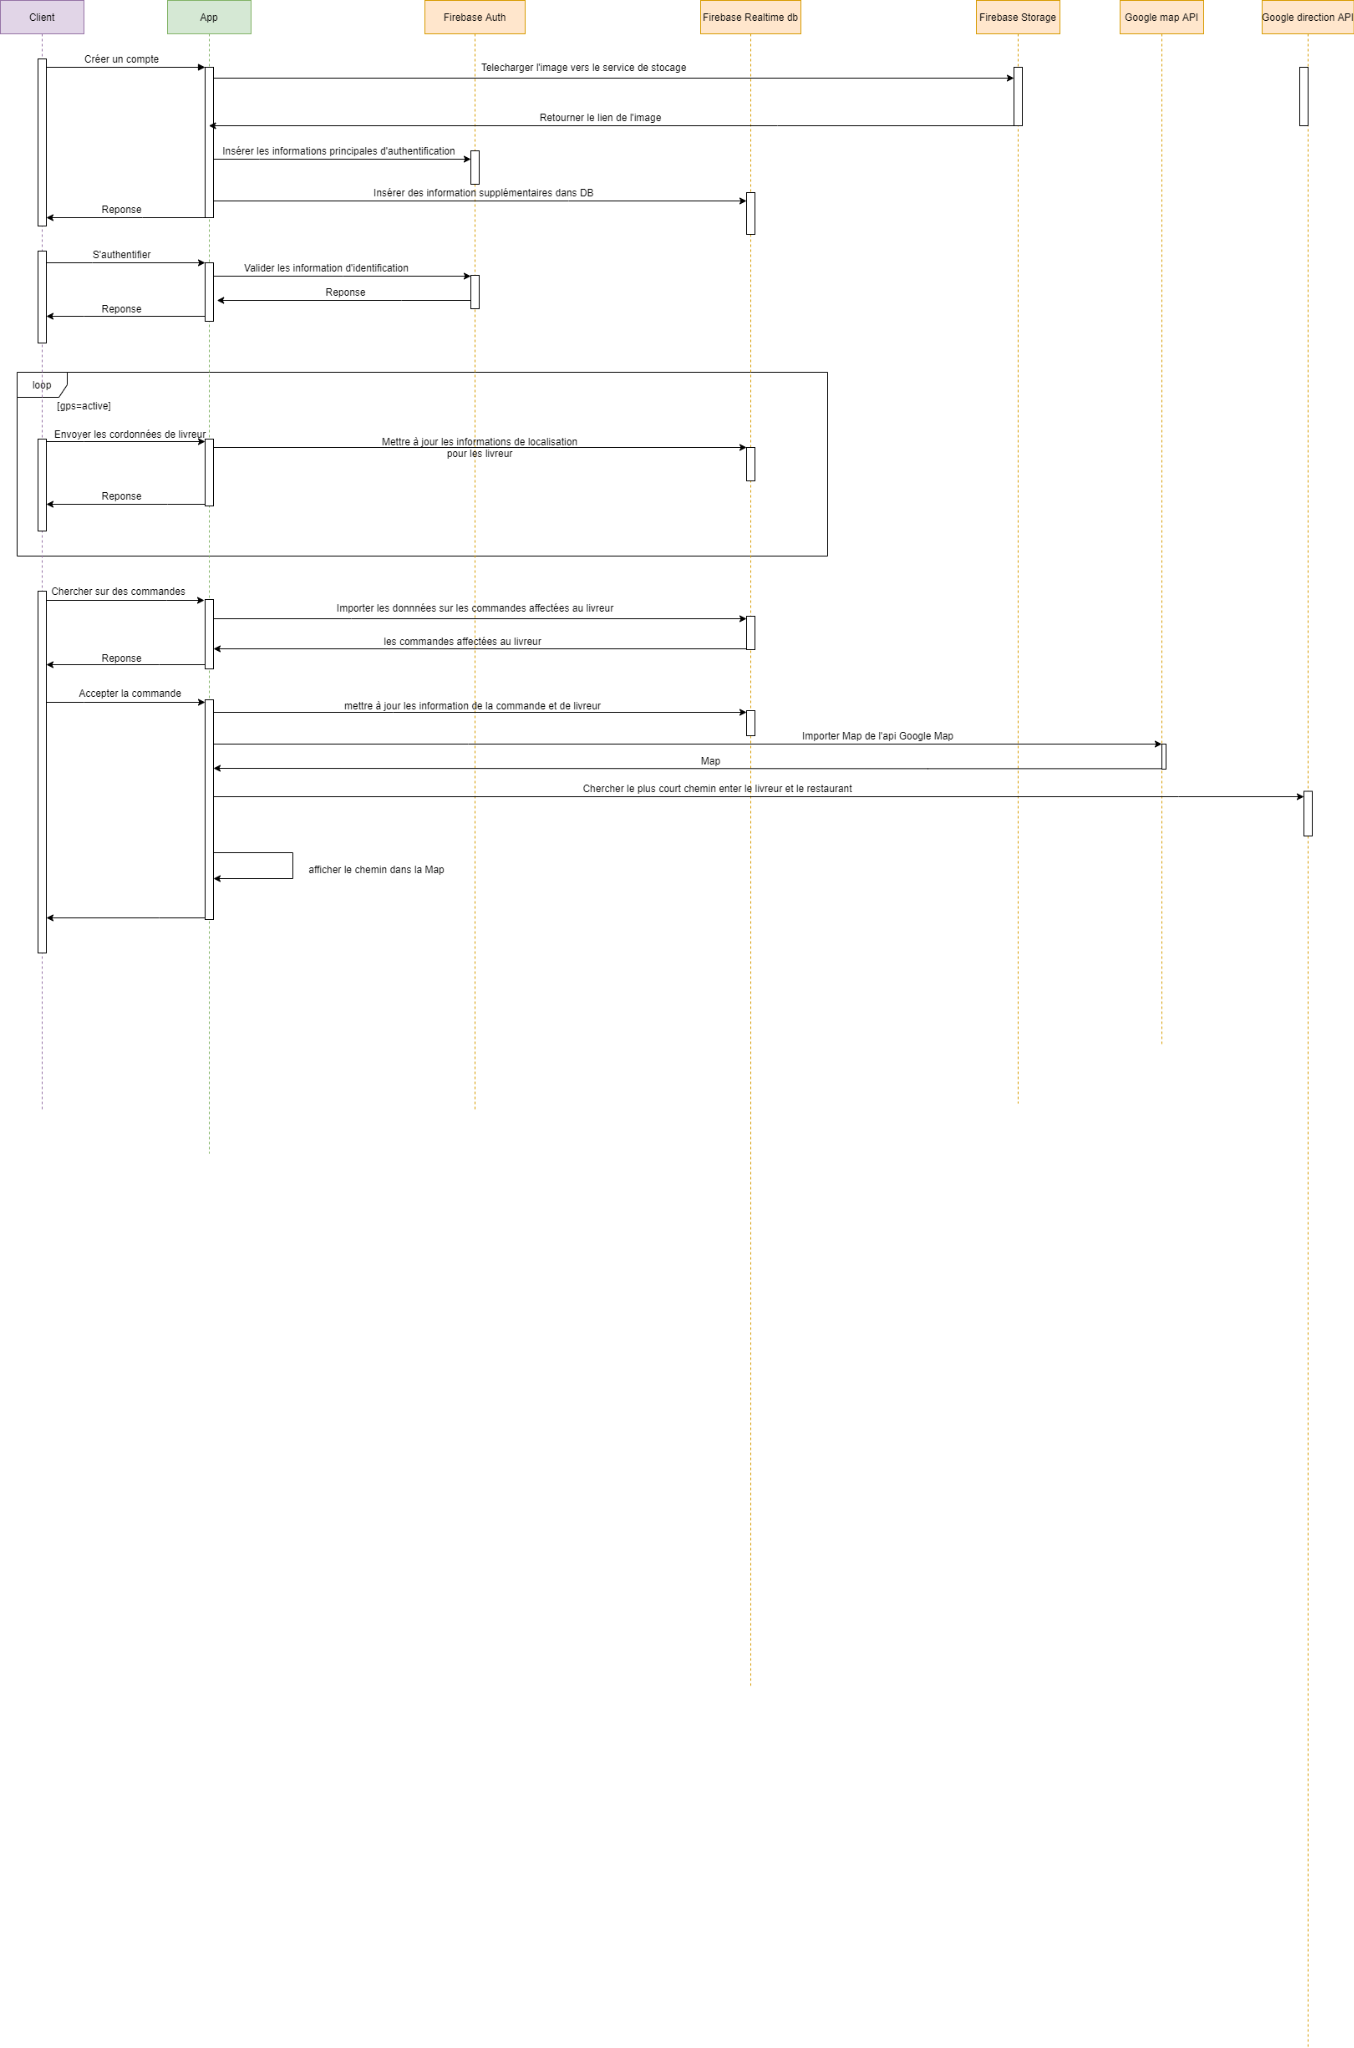 Client
App
Firebase Auth
Firebase Realtime db
Firebase Storage
Google map API
Google direction API
Créer un compte
Telecharger l'image vers le service de stocage
Retourner le lien de l'image
Insérer les informations principales d'authentification
Insérer des information supplémentaires dans DB
Reponse
S'authentifier
Valider les information d'identification
Reponse
Reponse
loop
[gps=active]
Envoyer les cordonnées de livreur
Mettre à jour les informations de localisation
pour les livreur
Reponse
Chercher sur des commandes
Importer les donnnées sur les commandes affectées au livreur
les commandes affectées au livreur
Reponse
Accepter la commande
mettre à jour les information de la commande et de livreur
Importer Map de l'api Google Map
Map
Chercher le plus court chemin enter le livreur et le restaurant
afficher le chemin dans la Map